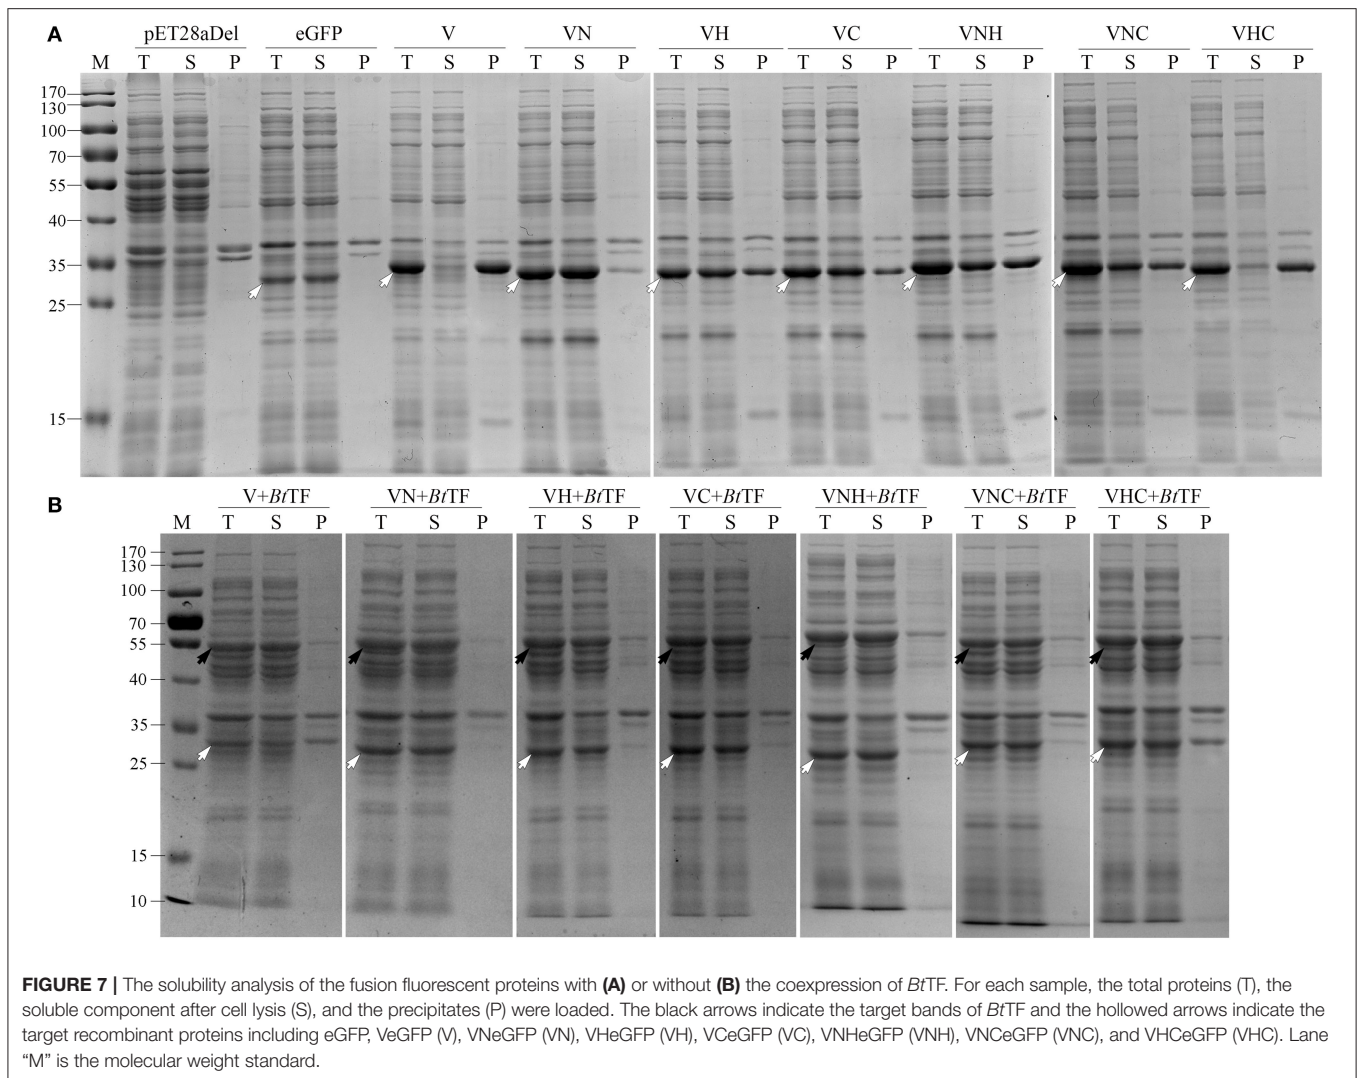 A
pET28aDel eGFP V VN VH VC VNH VNC VHC
M T S P T S P T S P T S P T S P T S P T S P T S P T S P
170
130
100
70
55
40
35
25
15
B
V+BtTF VN+BtTF VH+BtTF VC+BtTF VNH+BtTF VNC+BtTF VHC+BtTF
M T S P T S P T S P T S P T S P T S P T S P
170
130
100
70
55
40
35
25
15
10
FIGURE 7 | The solubility analysis of the fusion fluorescent proteins with (A) or without (B) the coexpression of BtTF. For each sample, the total proteins (T), the
soluble component after cell lysis (S), and the precipitates (P) were loaded. The black arrows indicate the target bands of BtTF and the hollowed arrows indicate the
target recombinant proteins including eGFP, VeGFP (V), VNeGFP (VN), VHeGFP (VH), VCeGFP (VC), VNHeGFP (VNH), VNCeGFP (VNC), and VHCeGFP (VHC). Lane
“M” is the molecular weight standard.